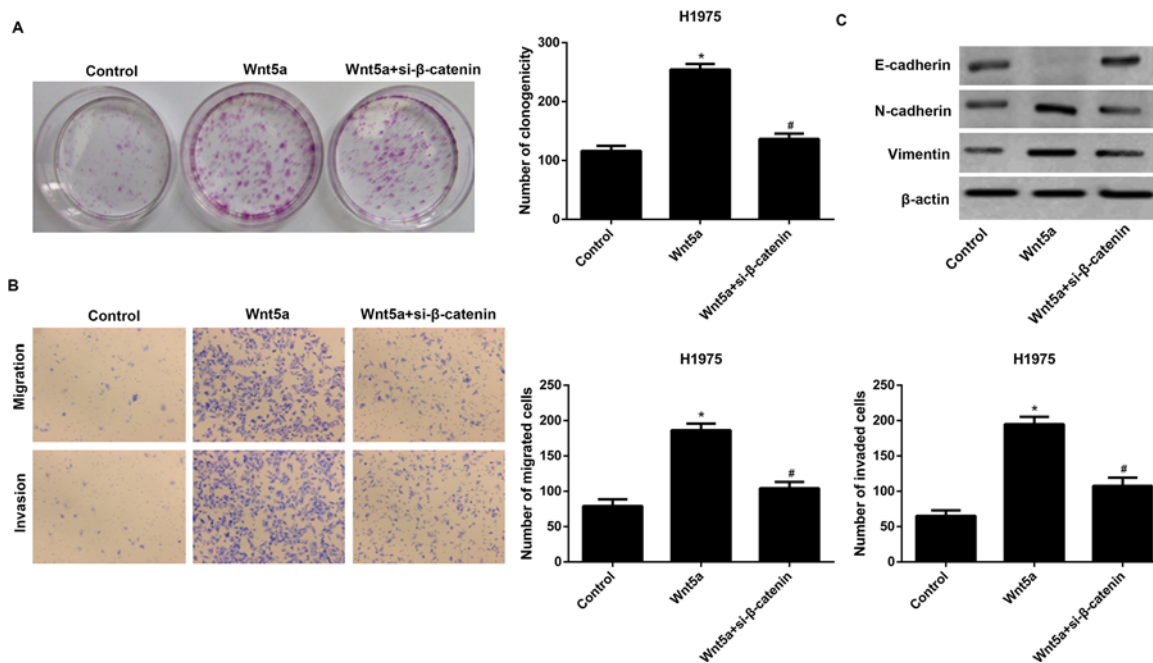 A
Control
Wnt5a
Wnt5a+si-β-catenin
H1975
Number of clonogenicity
300
200
100
0
*
#
Control
Wnt5a
Wnt5a+si-β-catenin
C
E-cadherin
N-cadherin
Vimentin
β-actin
Control
Wnt5a
Wnt5a+si-β-catenin
B
Control
Wnt5a
Wnt5a+si-β-catenin
Migration
Invasion
H1975
Number of migrated cells
250
200
150
100
50
0
*
#
Control
Wnt5a
Wnt5a+si-β-catenin
H1975
Number of invaded cells
250
200
150
100
50
0
*
#
Control
Wnt5a
Wnt5a+si-β-catenin